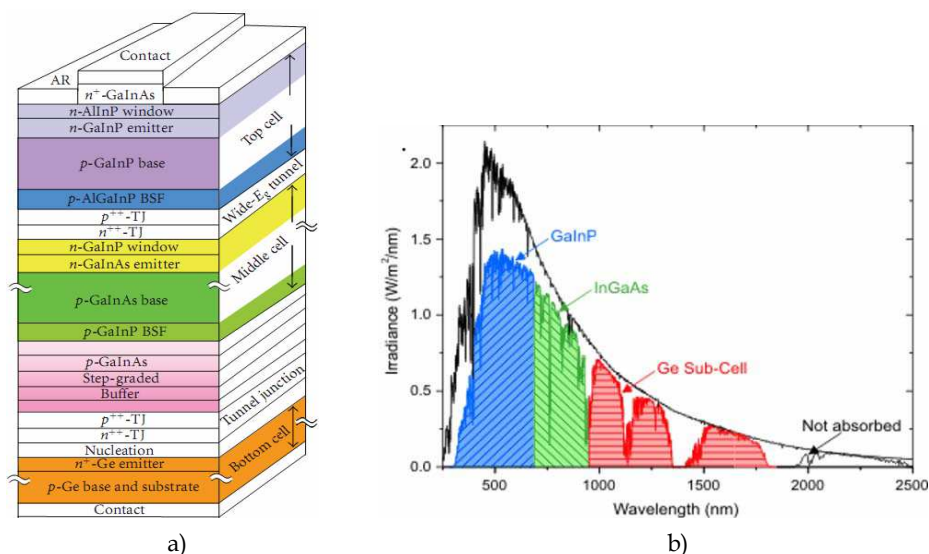 Contact
AR
n⁺-GaInAs
n-AlInP window
n-GaInP emitter
p-GaInP base
p-AlGaInP BSF
p⁺⁺-TJ
n⁺⁺-TJ
n-GaInP window
n-GaInAs emitter
p-GaInAs base
p-GaInP BSF
p-GaInAs
Step-graded
Buffer
p⁺⁺-TJ
n⁺⁺-TJ
Nucleation
n⁺-Ge emitter
p-Ge base and substrate
Contact
Top cell
Wide-Eg tunnel
Middle cell
Tunnel junction
Bottom cell
a)
Irradiance (W/m²/nm)
2.0
1.5
1.0
0.5
0.0
GaInP
InGaAs
Ge Sub-Cell
Not absorbed
500
1000
1500
2000
2500
Wavelength (nm)
b)